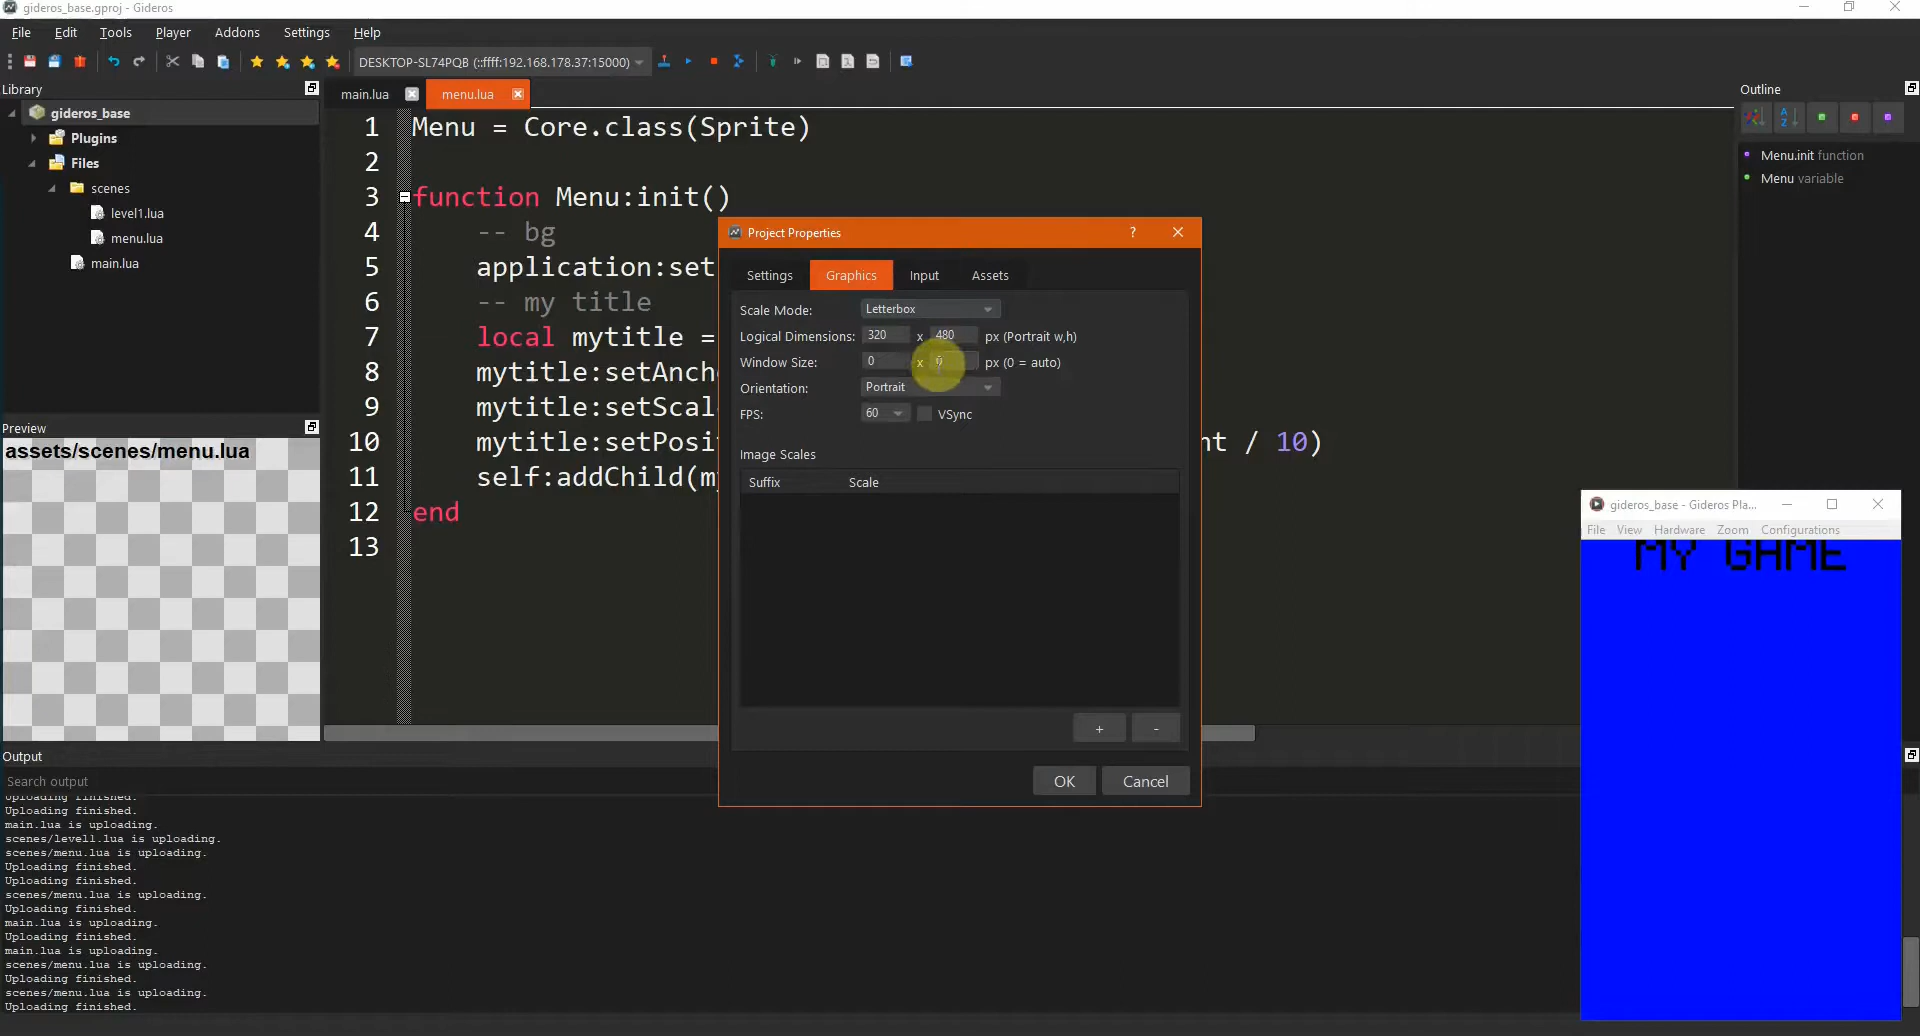 gideros_base.gproj - Gideros
File Edit Tools Player Addons Settings Help
DESKTOP-SL74PQB (::ffff:192.168.178.37:15000)
Library
gideros_base
Plugins
Files
scenes
level1.lua
menu.lua
main.lua
Preview
assets/scenes/menu.lua
main.lua menu.lua
1 Menu = Core.class(Sprite)
2
3 function Menu:init()
4 -- bg
5 application:set
6 -- my title
7 local mytitle =
8 mytitle:setAnch
9 mytitle:setScal
10 mytitle:setPosi nt / 10)
11 self:addChild(m
12 end
13
Project Properties ?
Settings Graphics Input Assets
Scale Mode: Letterbox
Logical Dimensions: 320 x 480 px (Portrait w,h)
Window Size: 0 x 0 px (0 = auto)
Orientation: Portrait
FPS: 60 VSync
Image Scales
Suffix Scale
+ -
OK Cancel
Outline
Menu.init function
Menu variable
gideros_base - Gideros Pla...
File View Hardware Zoom Configurations
MY GAME
Output
Search output
Uploading finished.
Uploading finished.
main.lua is uploading.
scenes/level1.lua is uploading.
scenes/menu.lua is uploading.
Uploading finished.
Uploading finished.
scenes/menu.lua is uploading.
Uploading finished.
main.lua is uploading.
Uploading finished.
main.lua is uploading.
scenes/menu.lua is uploading.
Uploading finished.
scenes/menu.lua is uploading.
Uploading finished.